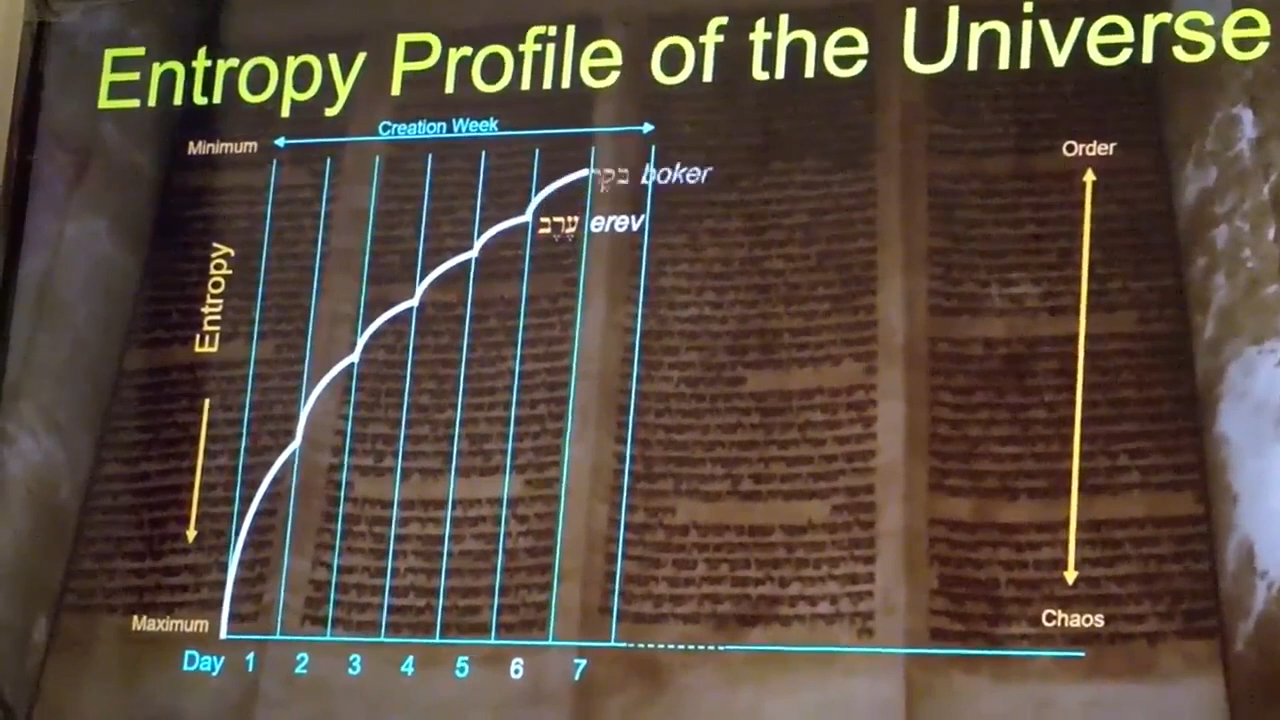 Entropy Profile of the Universe
Creation Week
Minimum
Order
בקר boker
עֶרֶב erev
Entropy
Maximum
Chaos
Day 1 2 3 4 5 6 7